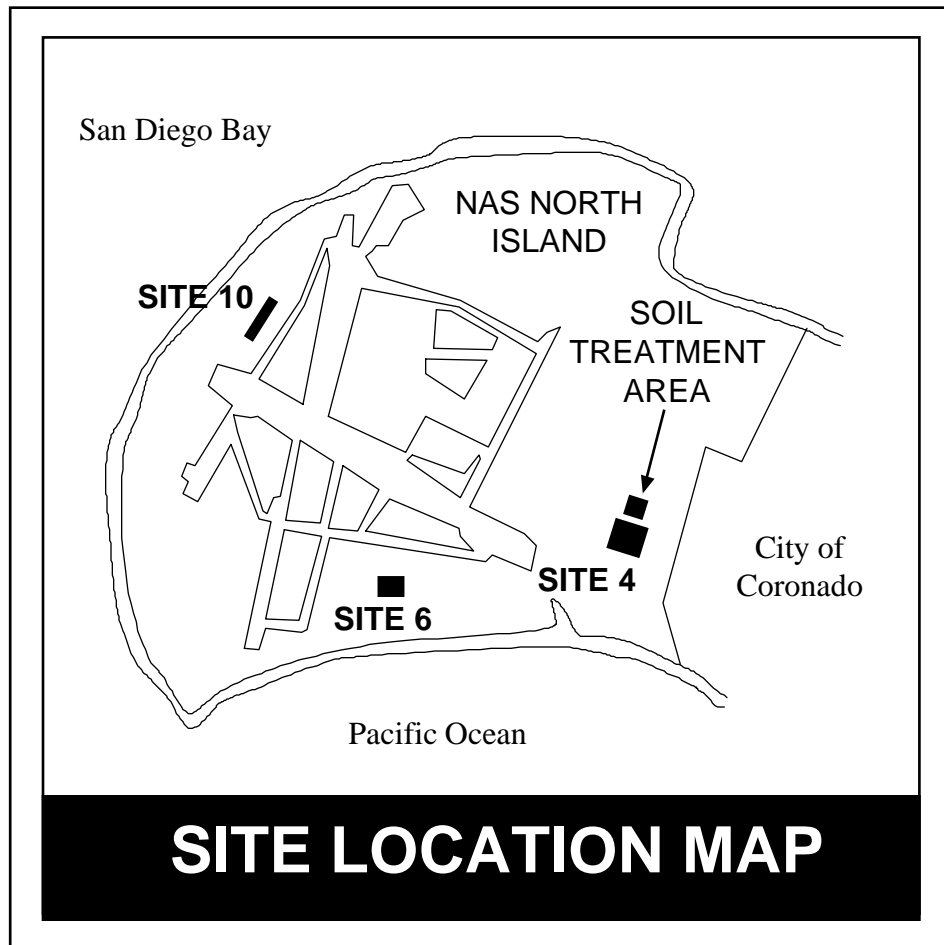 San Diego Bay
NAS NORTH
ISLAND
SITE 10
SOIL
TREATMENT
AREA
City of
Coronado
SITE 4
SITE 6
Pacific Ocean
SITE LOCATION MAP